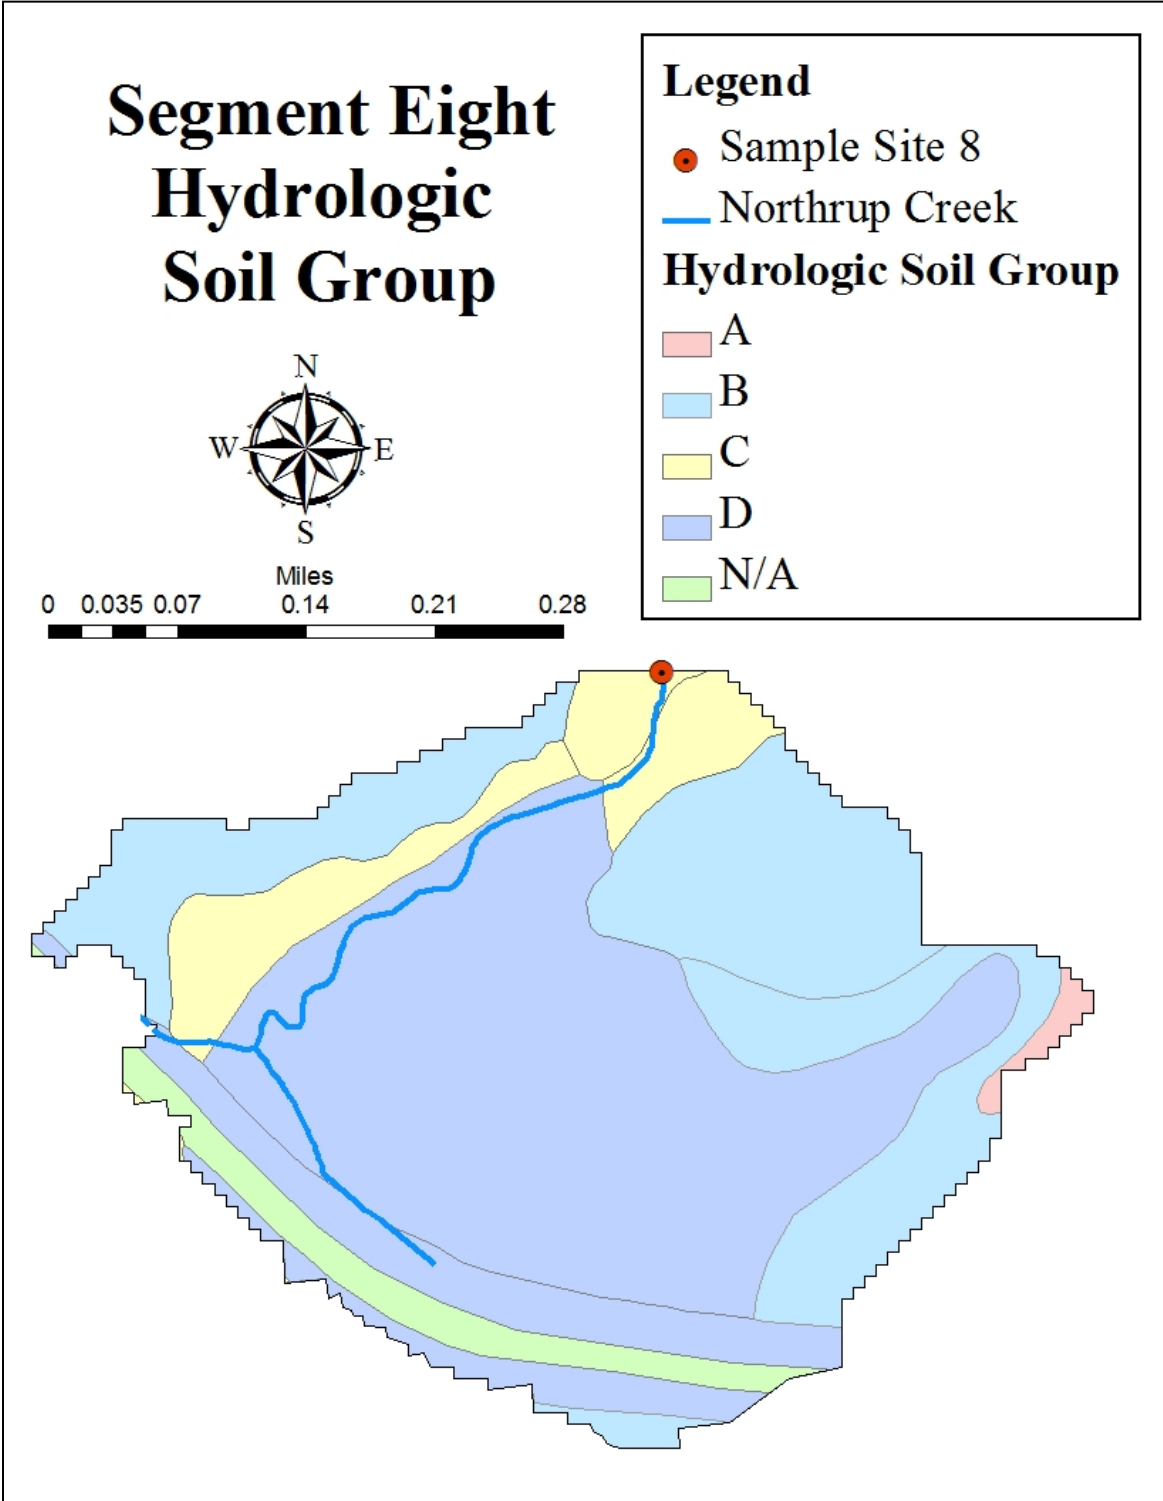 Segment Eight
Hydrologic
Soil Group
N
W E
S
Miles
0 0.035 0.07 0.14 0.21 0.28
Legend
Sample Site 8
Northrup Creek
Hydrologic Soil Group
A
B
C
D
N/A